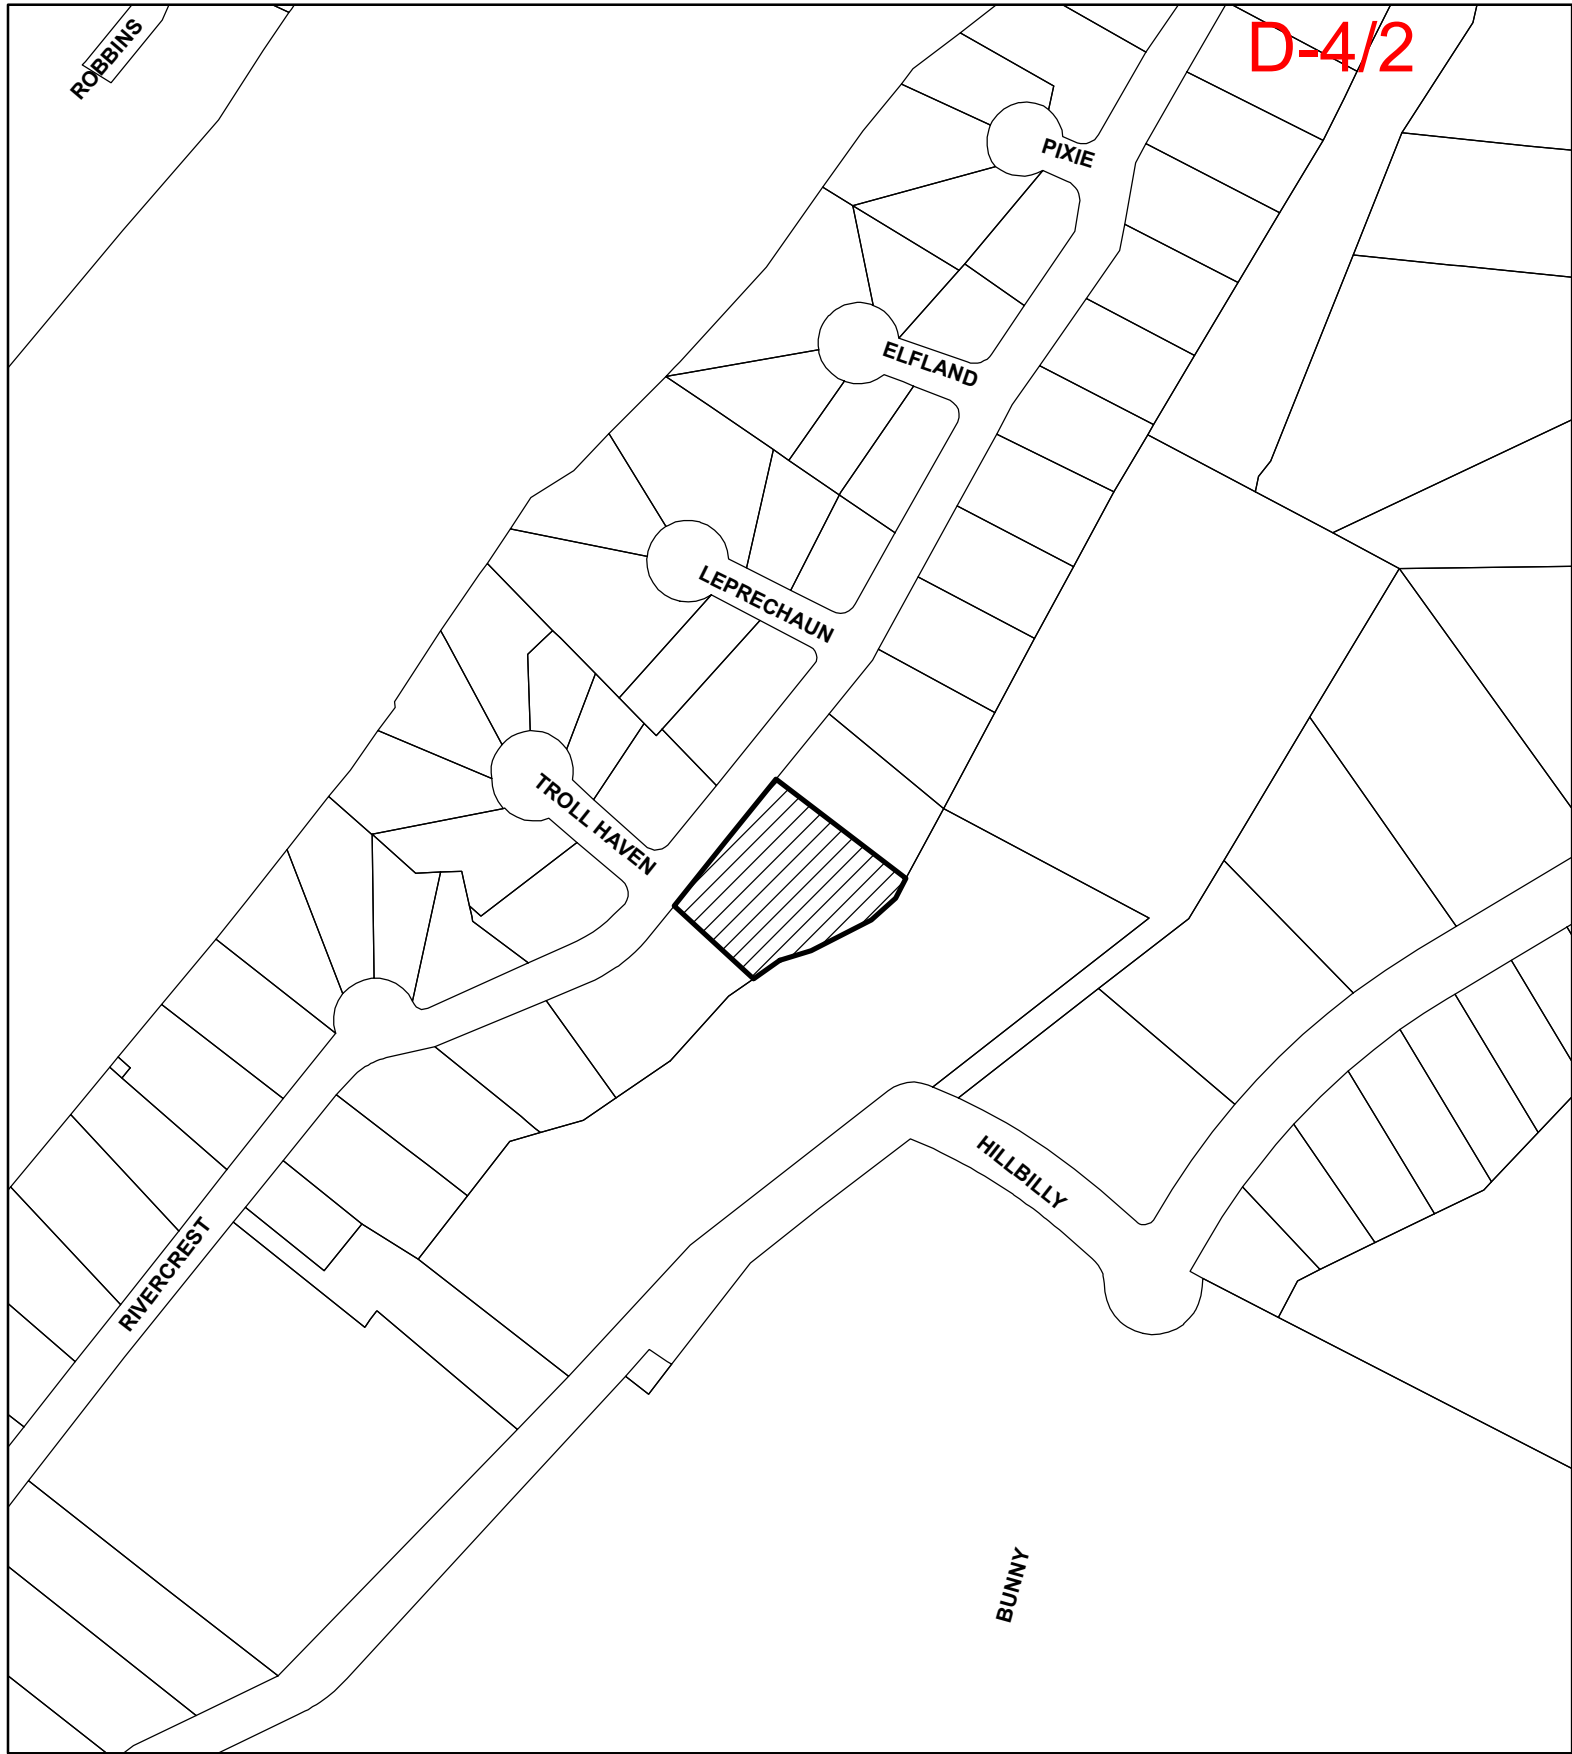 ROBBINS
D-4/2
PIXIE
ELFLAND
LEPRECHAUN
TROLL HAVEN
HILLBILLY
RIVERCREST
BUNNY